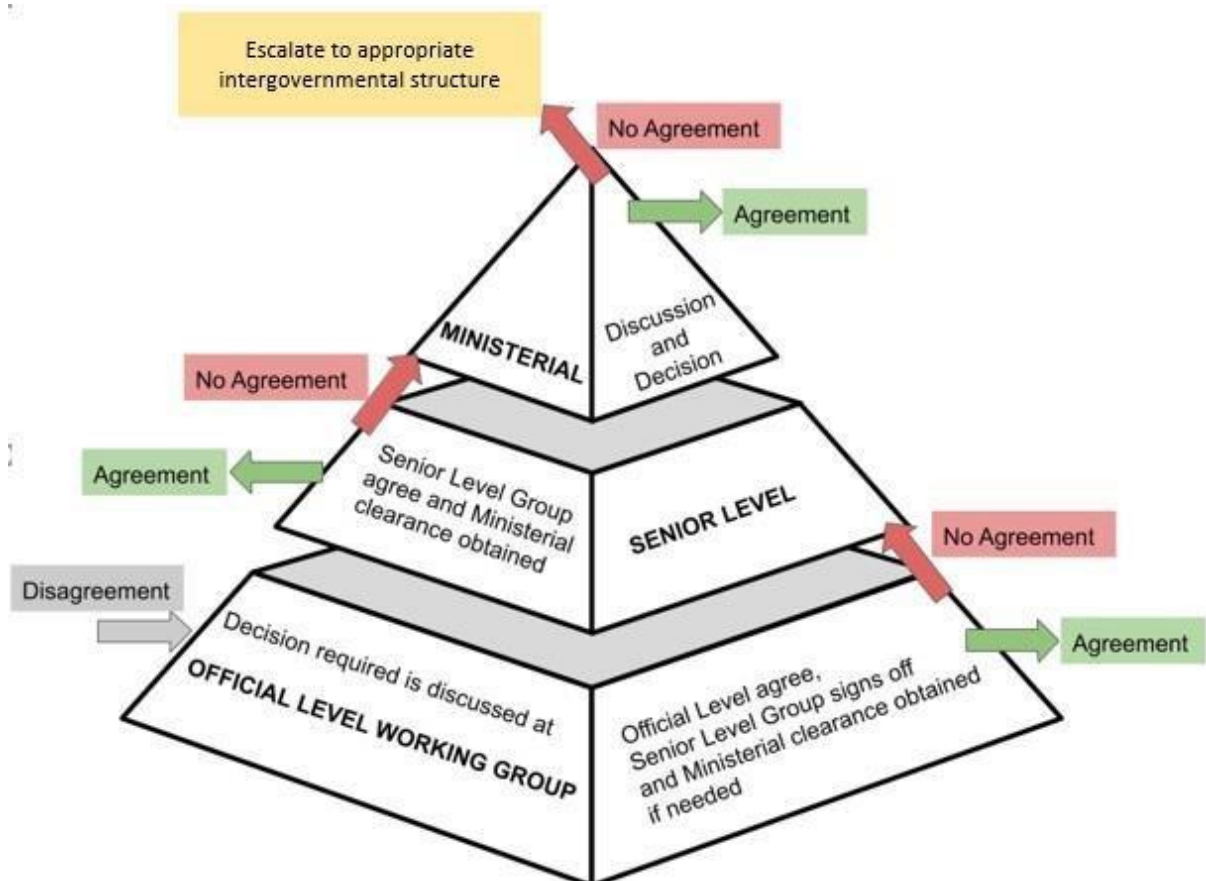 Escalate to appropriate
intergovernmental structure
No Agreement
Agreement
MINISTERIAL
Discussion
and
Decision
No Agreement
Agreement
Senior Level Group
agree and Ministerial
clearance obtained
SENIOR LEVEL
No Agreement
Disagreement
Decision required is discussed at
OFFICIAL LEVEL WORKING GROUP
Official Level agree,
Senior Level Group signs off
and Ministerial clearance obtained
if needed
Agreement